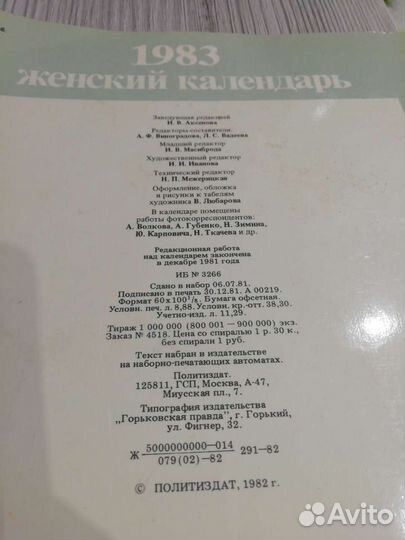 1983
женский календарь
Заведующая редакцией
И. В. Аксенова
Редакторы-составители:
А. Ф. Виноградова, Л. С. Вадеева
Младший редактор
И. В. Масиброда
Художественный редактор
И. И. Иванова
Технический редактор
Н. П. Межерицкая
Оформление, обложка
и рисунки к табелям
художника В. Любарова
В календаре помещены
работы фотокорреспондентов:
А. Волкова, А. Губенко, Н. Зимина,
Ю. Карповича, Н. Ткачева и др.
Редакционная работа
над календарем закончена
в декабре 1981 года
ИБ № 3266
Сдано в набор 06.07.81.
Подписано в печать 30.12.81. А 00219.
Формат 60×100¹/₈. Бумага офсетная.
Условн. печ. л. 8,88. Условн. кр.-отт. 38,30.
Учетно-изд. л. 11,29.
Тираж 1 000 000 (800 001 — 900 000) экз.
Заказ № 4518. Цена со спиралью 1 р. 30 к.,
без спирали 1 руб.
Текст набран в издательстве
на наборно-печатающих автоматах.
Политиздат.
125811, ГСП, Москва, А-47,
Миусская пл., 7.
Типография издательства
„Горьковская правда", г. Горький,
ул. Фигнер, 32.
Ж 5000000000—014
079 (02) —82
291—82
© ПОЛИТИЗДАТ, 1982 г.
Avito